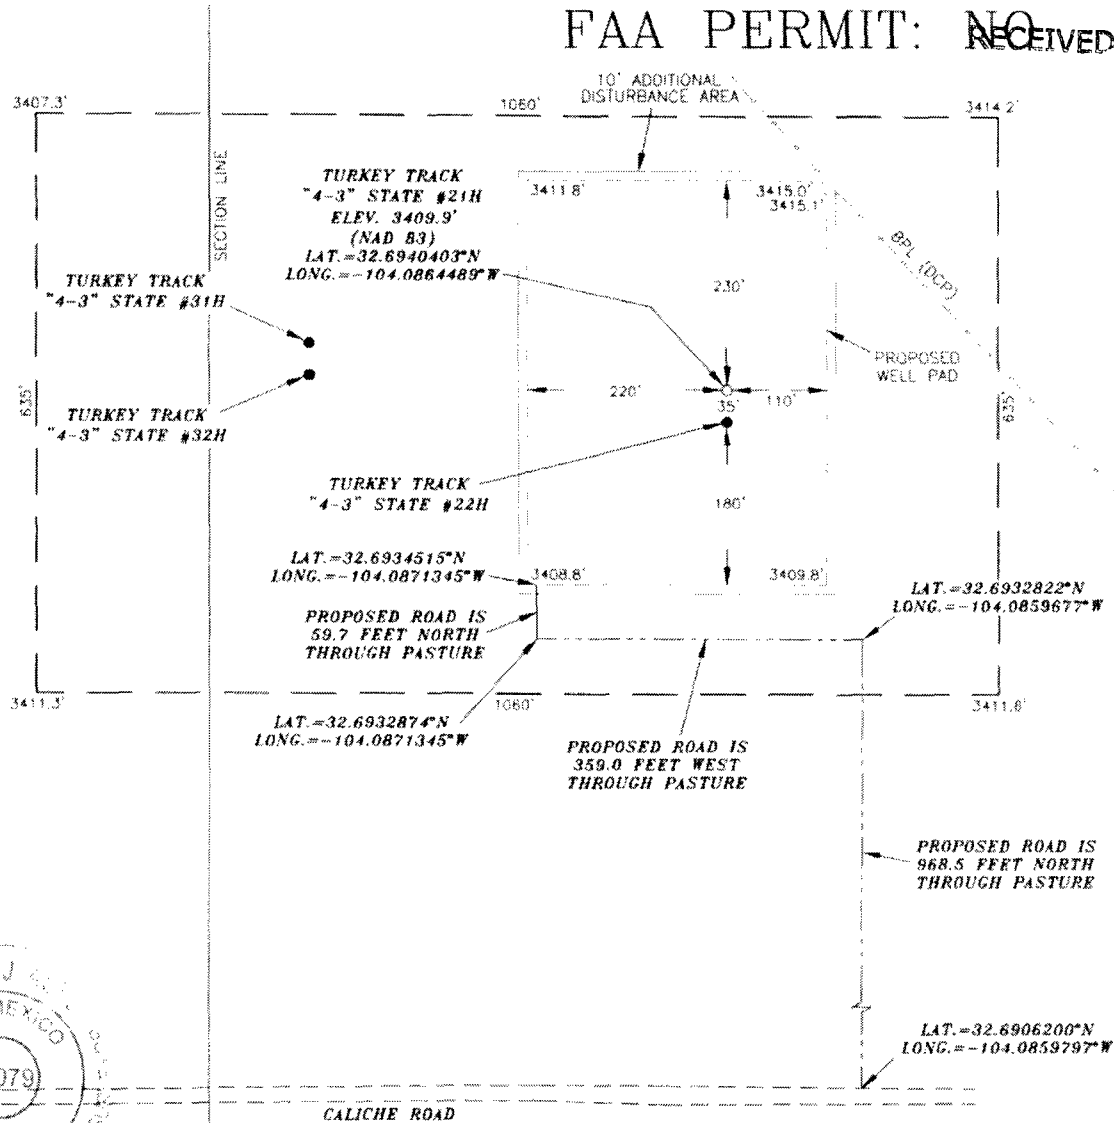 FAA PERMIT: NO
RECEIVED
10' ADDITIONAL
DISTURBANCE AREA
3407.3'
1060'
3414.2'
SECTION LINE
TURKEY TRACK
"4-3" STATE #21H
ELEV. 3409.9'
(NAD 83)
LAT.=32.6940403°N
LONG.=-104.0864489°W
3411.8'
3415.0'
3415.1'
8PL (DCP)
TURKEY TRACK
"4-3" STATE #31H
230'
PROPOSED
WELL PAD
635'
220'
35'
110'
635'
TURKEY TRACK
"4-3" STATE #32H
TURKEY TRACK
"4-3" STATE #22H
180'
LAT.=32.6934515°N
LONG.=-104.0871345°W
3408.8'
3409.8'
LAT.=32.6932822°N
LONG.=-104.0859677°W
PROPOSED ROAD IS
59.7 FEET NORTH
THROUGH PASTURE
3411.3'
1060'
3411.6'
LAT.=32.6932874°N
LONG.=-104.0871345°W
PROPOSED ROAD IS
359.0 FEET WEST
THROUGH PASTURE
PROPOSED ROAD IS
968.5 FEET NORTH
THROUGH PASTURE
MEXICO
079
LAT.=32.6906200°N
LONG.=-104.0859797°W
CALICHE ROAD